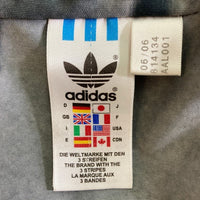 adidas
D J
GB F
I USA
E CDN
DIE WELTMARKE MIT DEN
3 STREIFEN
THE BRAND WITH THE
3 STRIPES
LA MARQUE AUX
3 BANDES
06/06
814134
AAL001